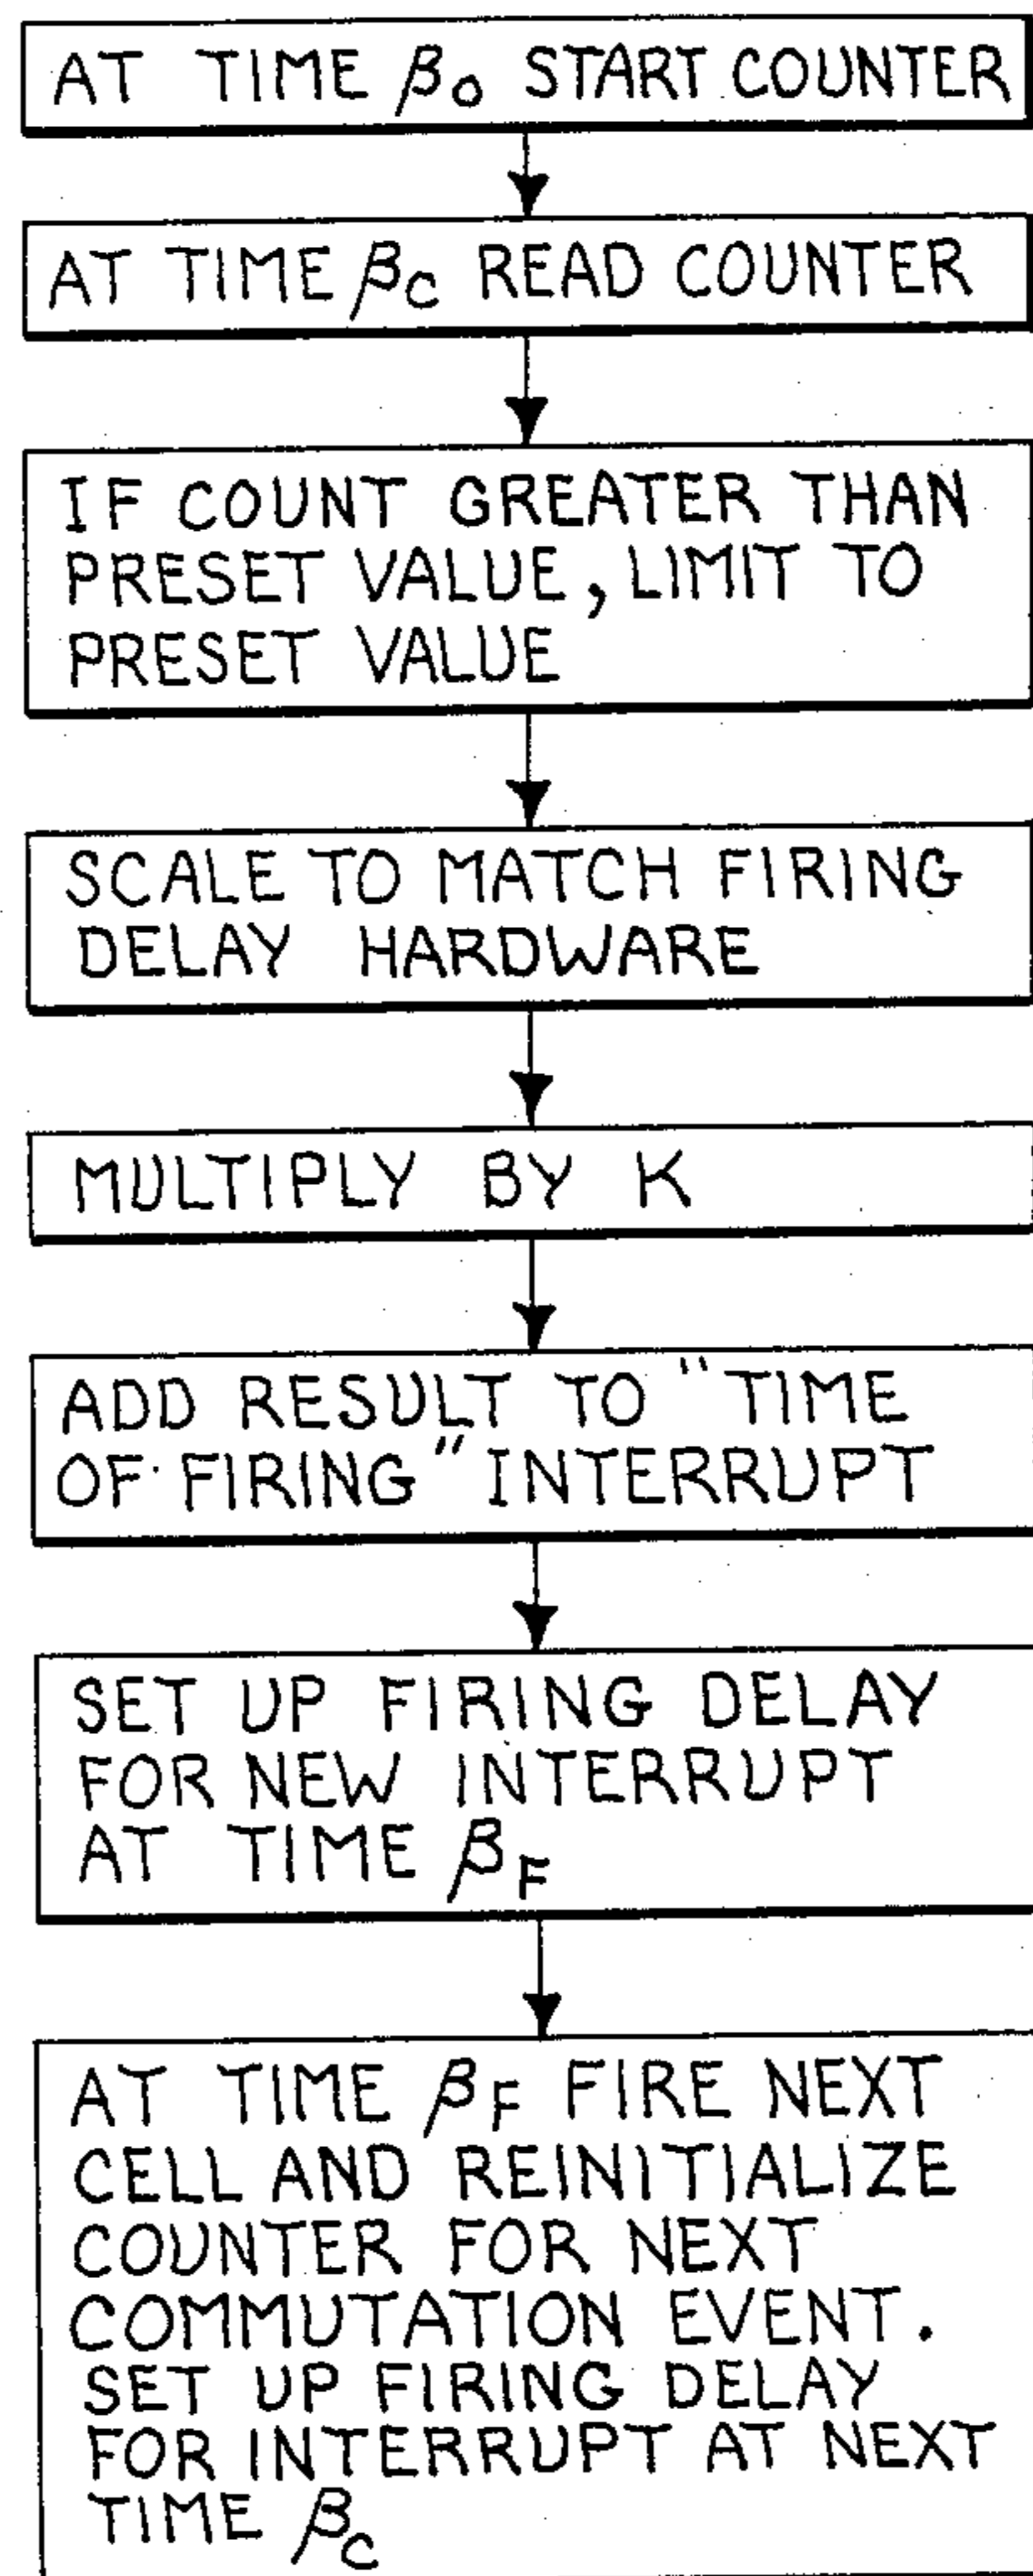 AT TIME β₀ START COUNTER
AT TIME βC READ COUNTER
IF COUNT GREATER THAN
PRESET VALUE, LIMIT TO
PRESET VALUE
SCALE TO MATCH FIRING
DELAY HARDWARE
MULTIPLY BY K
ADD RESULT TO "TIME
OF FIRING" INTERRUPT
SET UP FIRING DELAY
FOR NEW INTERRUPT
AT TIME βF
AT TIME βF FIRE NEXT
CELL AND REINITIALIZE
COUNTER FOR NEXT
COMMUTATION EVENT.
SET UP FIRING DELAY
FOR INTERRUPT AT NEXT
TIME βC